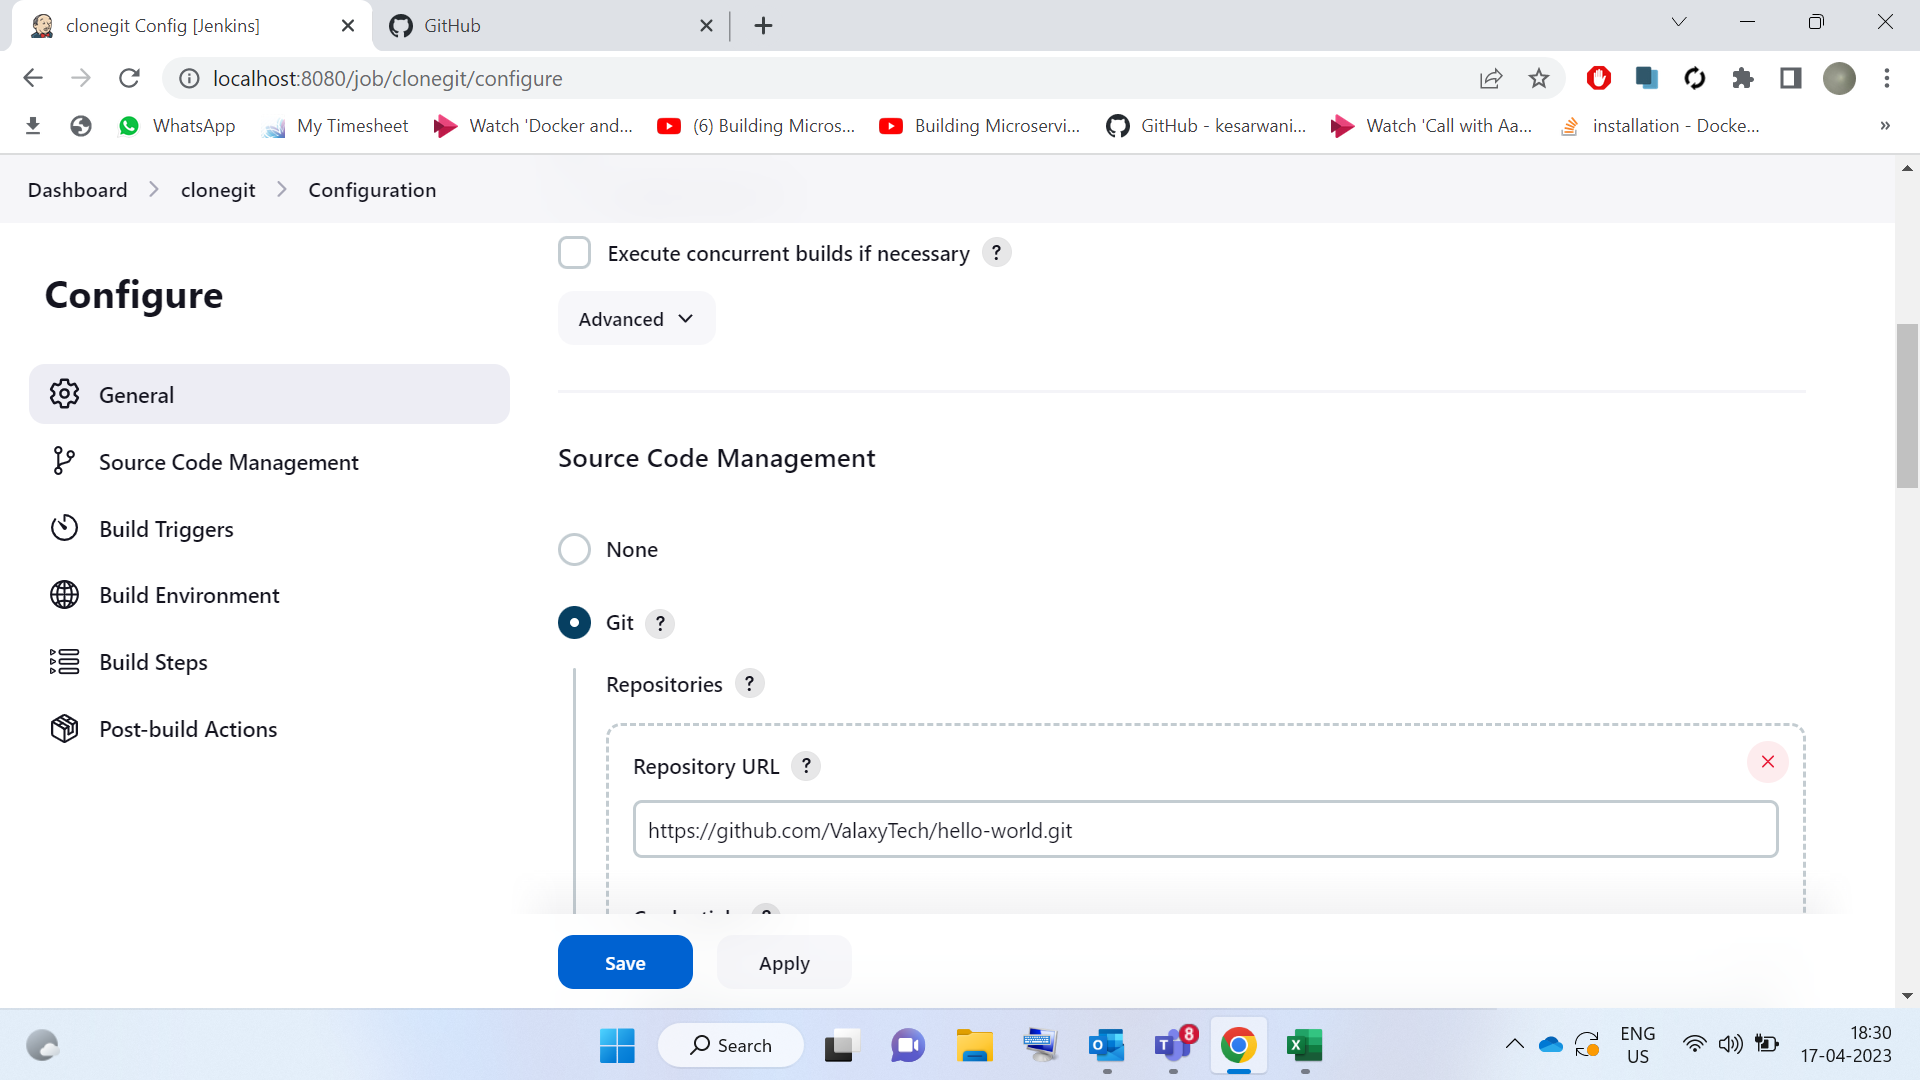 clonegit Config [Jenkins]
GitHub
localhost:8080/job/clonegit/configure
WhatsApp
My Timesheet
Watch 'Docker and...
(6) Building Micros...
Building Microservi...
GitHub - kesarwani...
Watch 'Call with Aa...
installation - Docke...
»
Dashboard
clonegit
Configuration
Configure
General
Source Code Management
Build Triggers
Build Environment
Build Steps
Post-build Actions
Execute concurrent builds if necessary ?
Advanced
Source Code Management
None
Git ?
Repositories ?
Repository URL ?
https://github.com/ValaxyTech/hello-world.git
Save
Apply
Search
8
ENG
US
18:30
17-04-2023